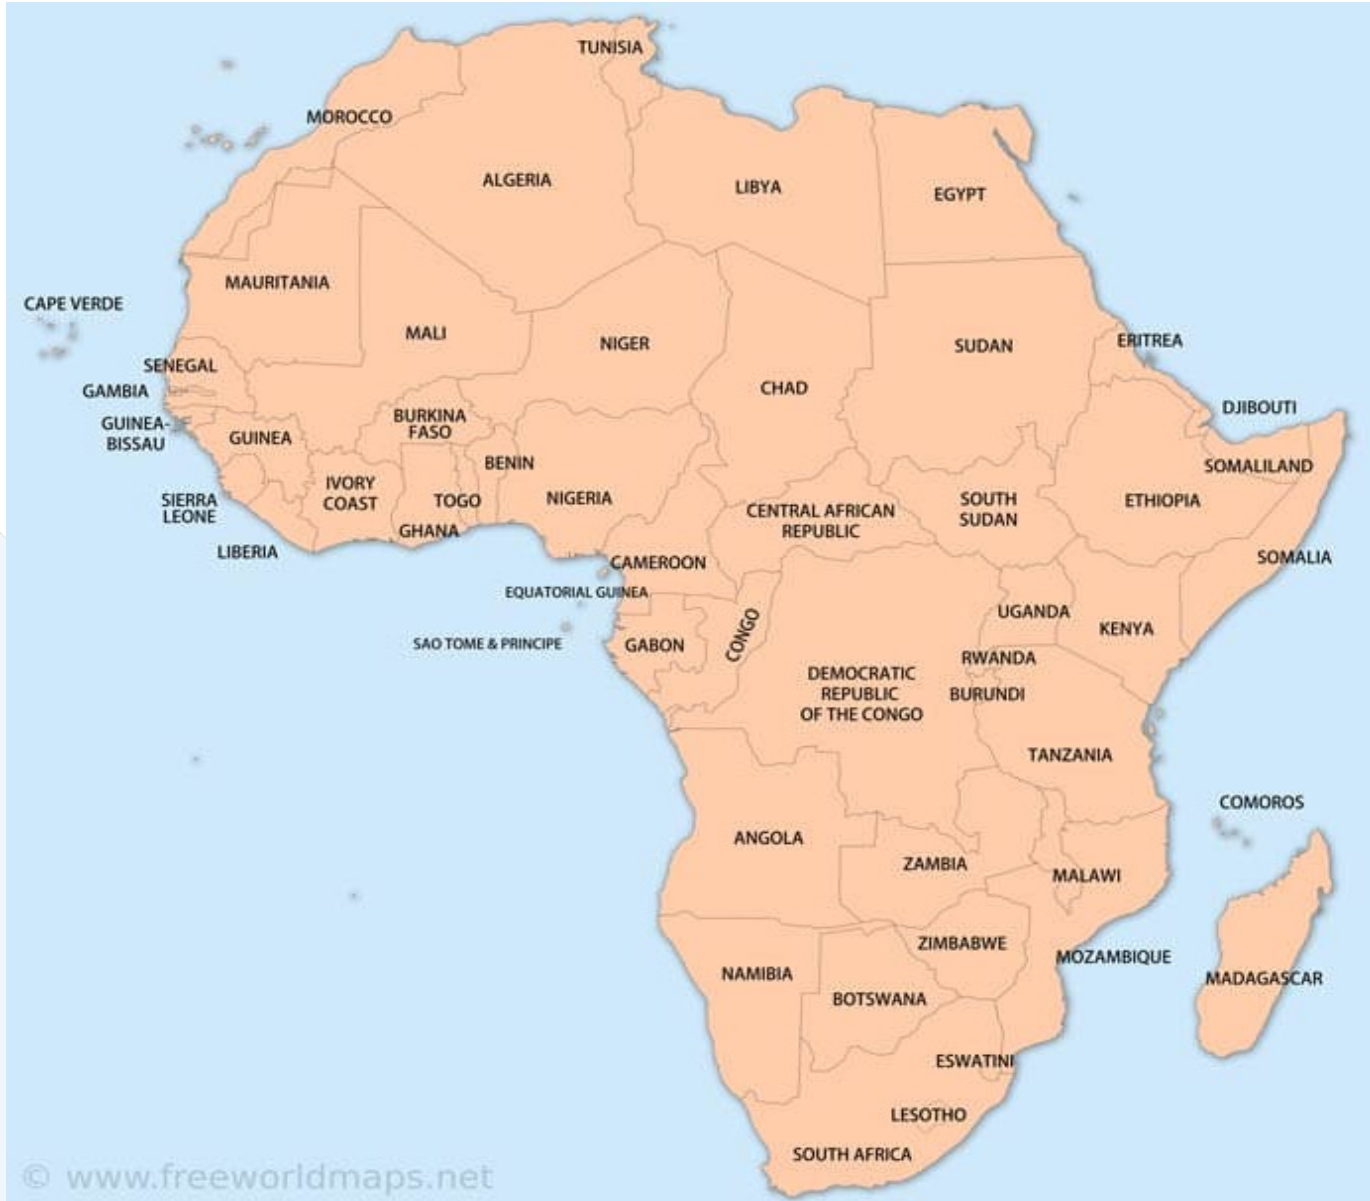 TUNISIA
MOROCCO
ALGERIA
LIBYA
EGYPT
MAURITANIA
CAPE VERDE
MALI
NIGER
SUDAN
ERITREA
SENEGAL
GAMBIA
CHAD
DJIBOUTI
GUINEA-
BISSAU
GUINEA
BURKINA
FASO
BENIN
SOMALILAND
IVORY
COAST
TOGO
NIGERIA
ETHIOPIA
SIERRA
LEONE
CENTRAL AFRICAN
REPUBLIC
SOUTH
SUDAN
GHANA
LIBERIA
CAMEROON
SOMALIA
EQUATORIAL GUINEA
UGANDA
KENYA
SAO TOME & PRINCIPE
GABON
CONGO
RWANDA
DEMOCRATIC
REPUBLIC
OF THE CONGO
BURUNDI
TANZANIA
COMOROS
ANGOLA
ZAMBIA
MALAWI
ZIMBABWE
MOZAMBIQUE
NAMIBIA
BOTSWANA
MADAGASCAR
ESWATINI
LESOTHO
SOUTH AFRICA
© www.freeworldmaps.net